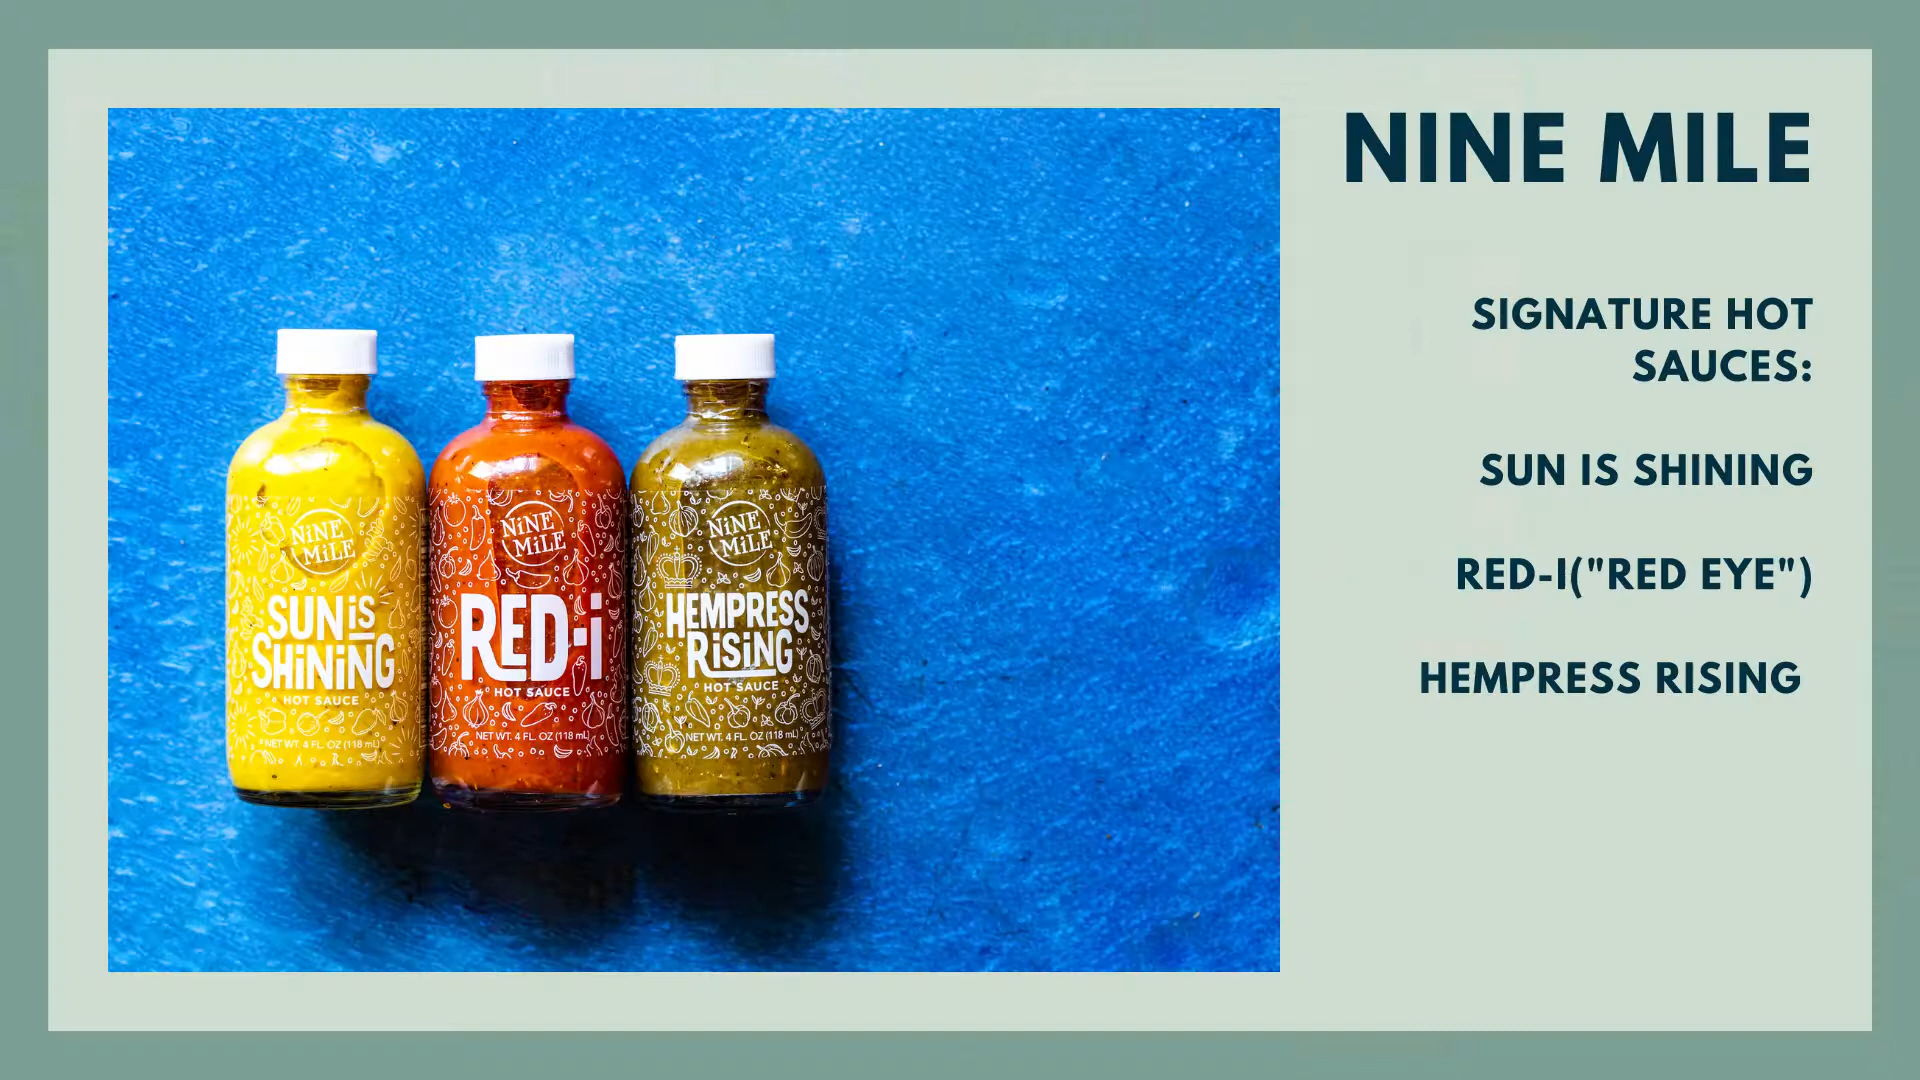 NINE MILE
SIGNATURE HOT
SAUCES:
SUN IS SHINING
RED-I("RED EYE")
HEMPRESS RISING
NiNE
MiLE
SUN iS
SHiNiNG
HOT SAUCE
NET WT. 4 FL. OZ (118 mL)
NiNE
MiLE
RED-i
HOT SAUCE
NET WT. 4 FL. OZ (118 mL)
NiNE
MiLE
HEMPRESS
RiSiNG
HOT SAUCE
NET WT. 4 FL. OZ (118 mL)